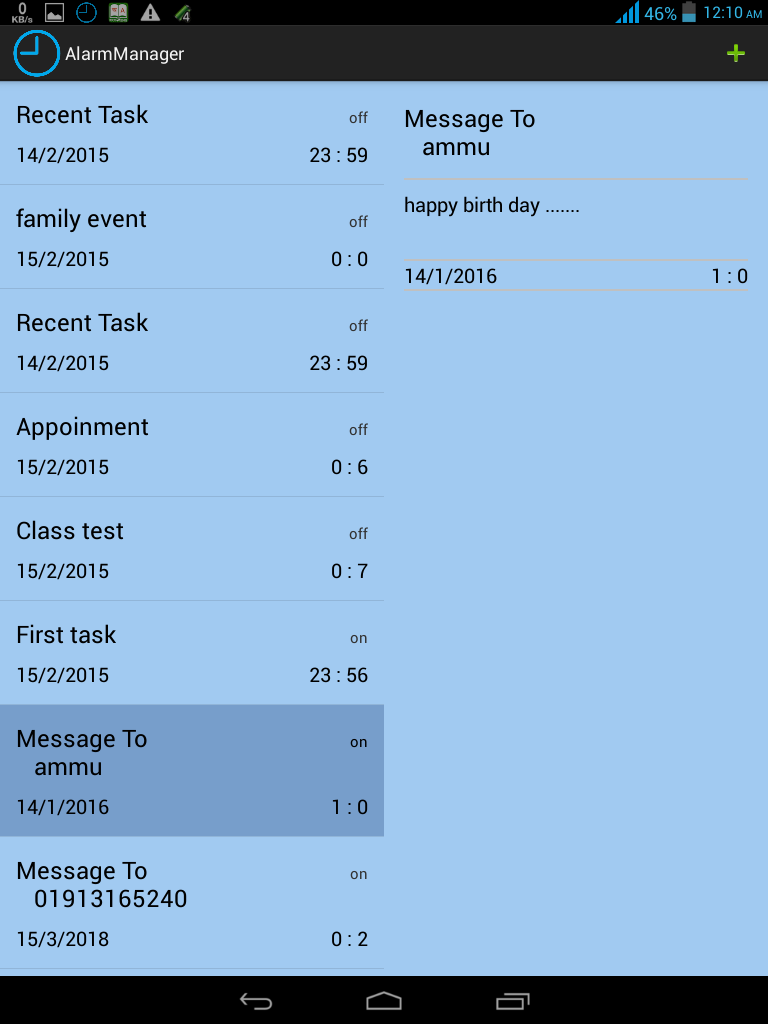 0
KB/s
4
46%
12:10 AM
AlarmManager
Recent Task
off
14/2/2015
23 : 59
family event
off
15/2/2015
0 : 0
Recent Task
off
14/2/2015
23 : 59
Appoinment
off
15/2/2015
0 : 6
Class test
off
15/2/2015
0 : 7
First task
on
15/2/2015
23 : 56
Message To
on
ammu
14/1/2016
1 : 0
Message To
on
01913165240
15/3/2018
0 : 2
Message To
ammu
happy birth day .......
14/1/2016
1 : 0